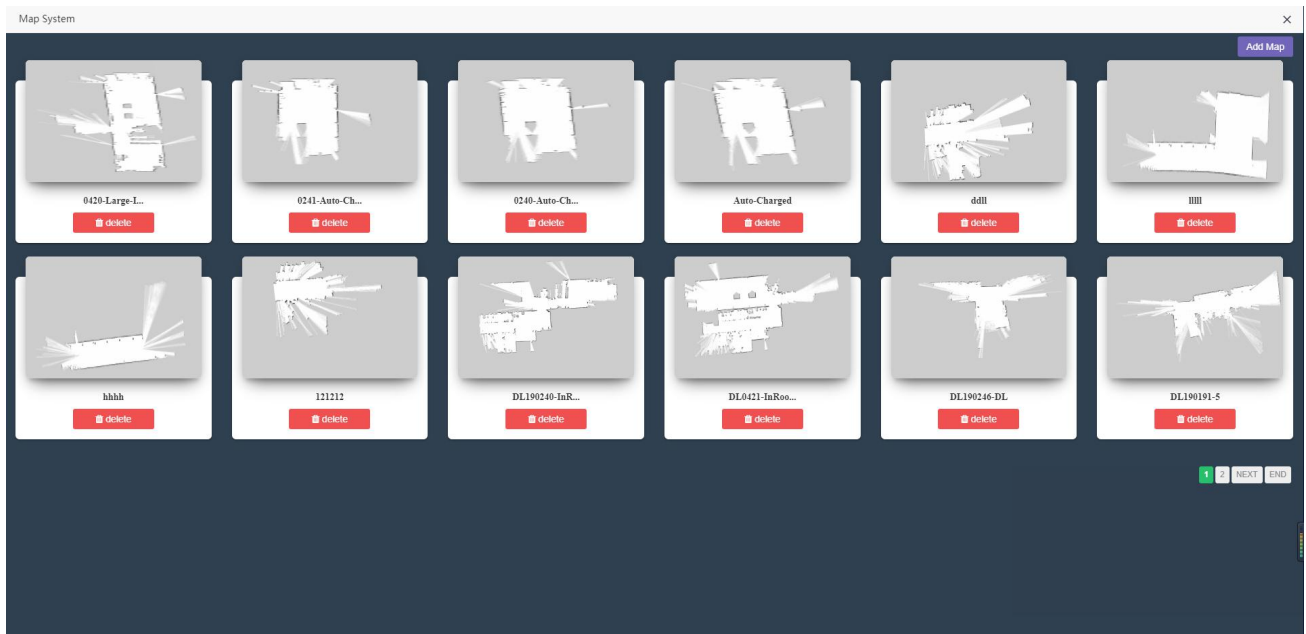 Map System
Add Map
0420-Large-I...
0241-Auto-Ch...
0240-Auto-Ch...
Auto-Charged
ddll
lllll
delete
delete
delete
delete
delete
delete
hhhh
121212
DL190240-InR...
DL0421-InRoo...
DL190246-DL
DL190191-5
delete
delete
delete
delete
delete
delete
1 2 NEXT END